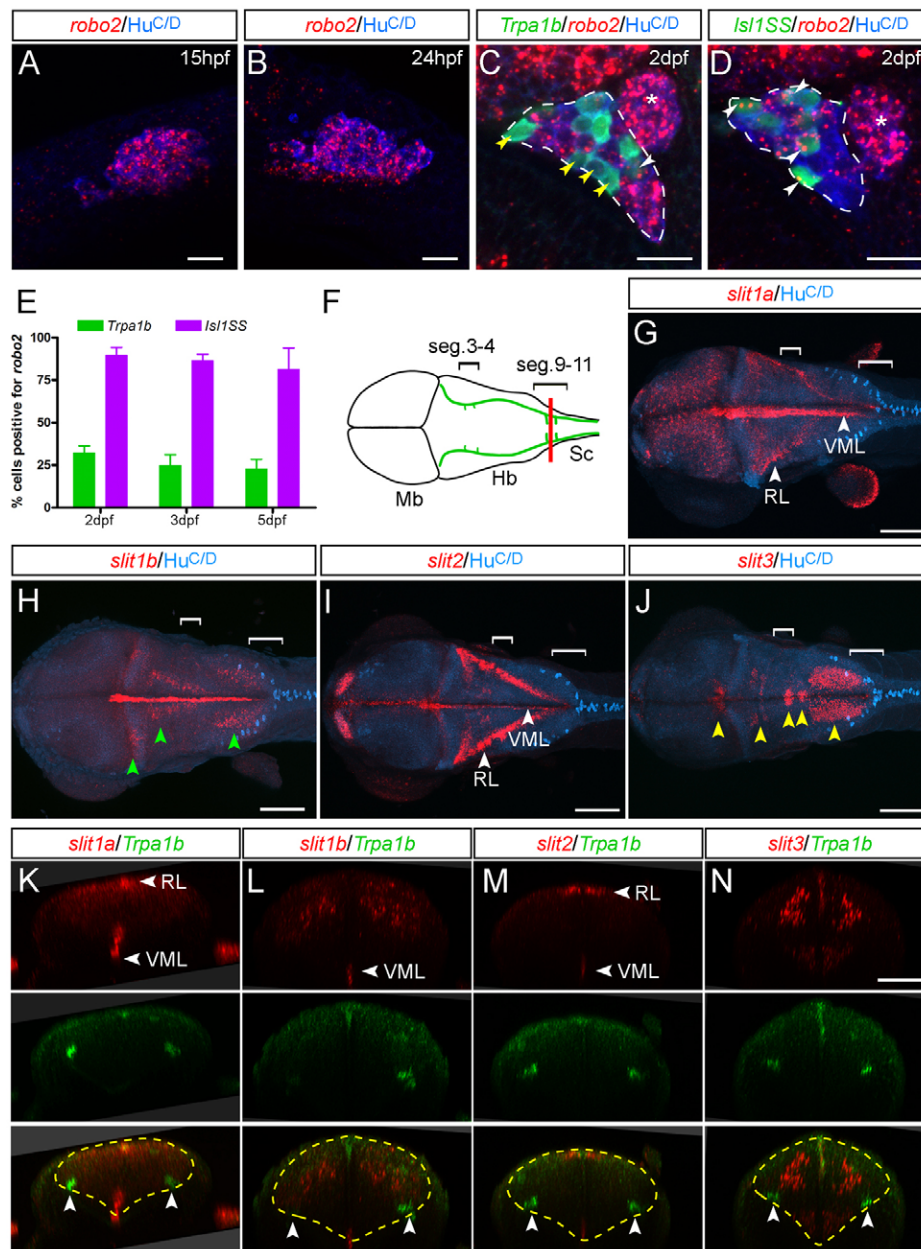 robo2/HuC/D
robo2/HuC/D
Trpa1b/robo2/HuC/D
Isl1SS/robo2/HuC/D
A
15hpf
B
24hpf
C
2dpf
*
D
2dpf
*
E
Trpa1b
Isl1SS
% cells positive for robo2
100
75
50
25
0
2dpf
3dpf
5dpf
F
seg.3-4
seg.9-11
Mb
Hb
Sc
slit1a/HuC/D
G
VML
RL
slit1b/HuC/D
slit2/HuC/D
slit3/HuC/D
H
I
VML
RL
J
slit1a/Trpa1b
slit1b/Trpa1b
slit2/Trpa1b
slit3/Trpa1b
K
RL
VML
L
VML
M
RL
VML
N